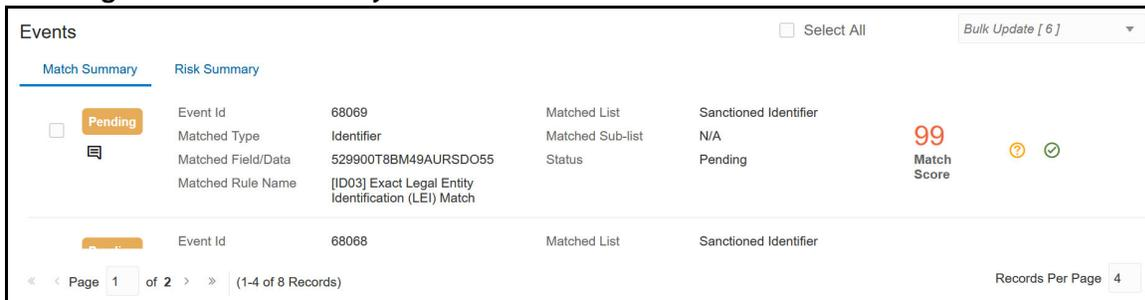 Events
Select All
Bulk Update [ 6 ]
Match Summary
Risk Summary
Pending
Event Id 68069 Matched List Sanctioned Identifier
Matched Type Identifier Matched Sub-list N/A
Matched Field/Data 529900T8BM49AURSDO55 Status Pending
Matched Rule Name [ID03] Exact Legal Entity
Identification (LEI) Match
99
Match
Score
Event Id 68068 Matched List Sanctioned Identifier
« < Page 1 of 2 > » (1-4 of 8 Records)
Records Per Page 4